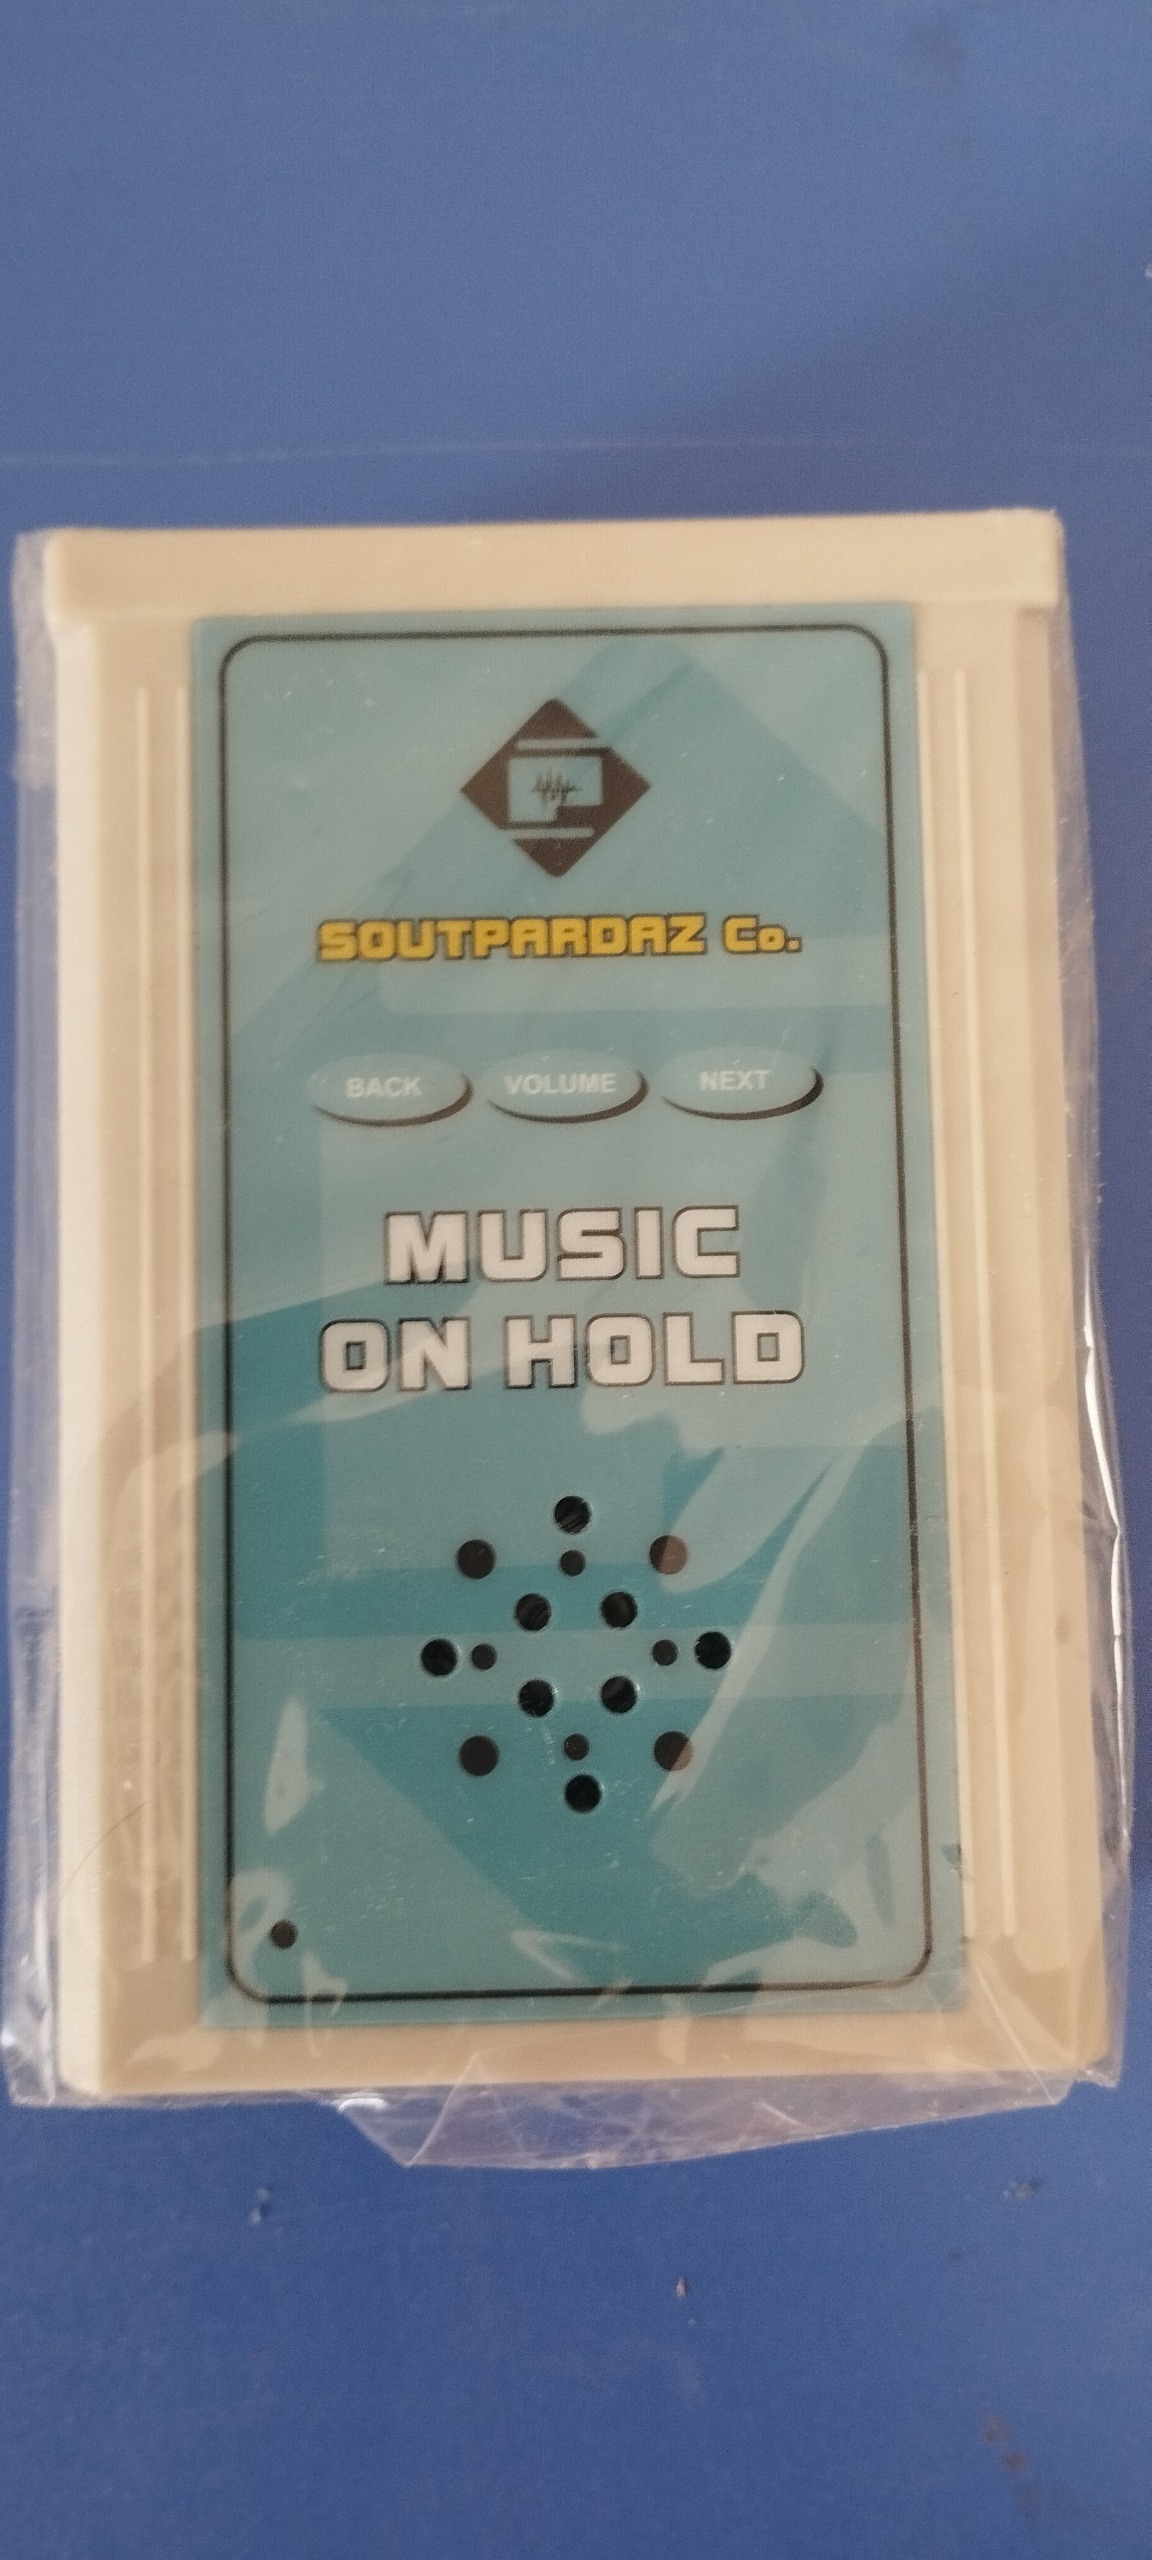 SOUTPARDAZ Co.
BACK VOLUME NEXT
MUSIC
ON HOLD